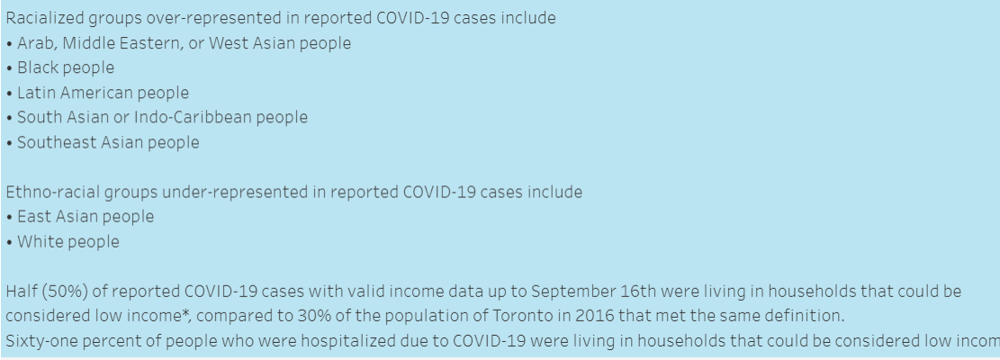 Racialized groups over-represented in reported COVID-19 cases include
• Arab, Middle Eastern, or West Asian people
• Black people
• Latin American people
• South Asian or Indo-Caribbean people
• Southeast Asian people
Ethno-racial groups under-represented in reported COVID-19 cases include
• East Asian people
• White people
Half (50%) of reported COVID-19 cases with valid income data up to September 16th were living in households that could be
considered low income*, compared to 30% of the population of Toronto in 2016 that met the same definition.
Sixty-one percent of people who were hospitalized due to COVID-19 were living in households that could be considered low incom